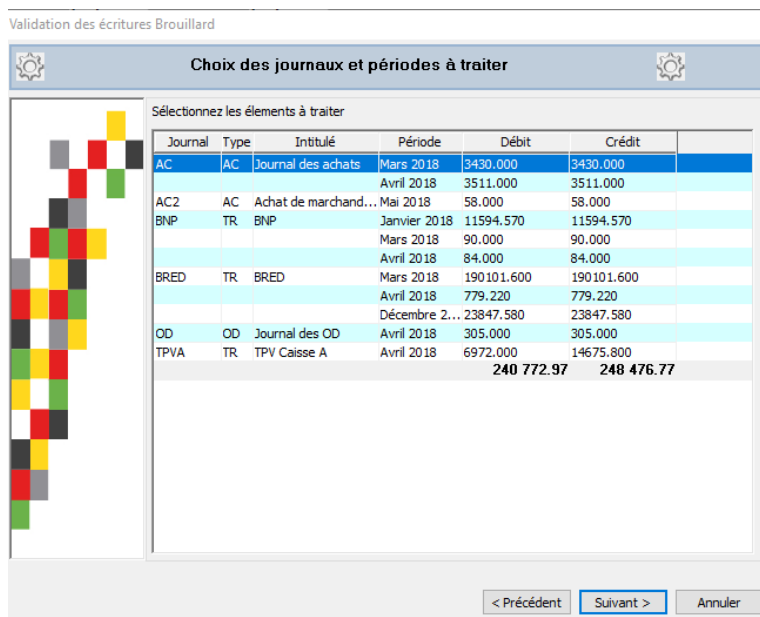 Validation des écritures Brouillard
Choix des journaux et périodes à traiter
Sélectionnez les élements à traiter
Journal Type Intitulé Période Débit Crédit
AC AC Journal des achats Mars 2018 3430.000 3430.000
Avril 2018 3511.000 3511.000
AC2 AC Achat de marchand... Mai 2018 58.000 58.000
BNP TR BNP Janvier 2018 11594.570 11594.570
Mars 2018 90.000 90.000
Avril 2018 84.000 84.000
BRED TR BRED Mars 2018 190101.600 190101.600
Avril 2018 779.220 779.220
Décembre 2... 23847.580 23847.580
OD OD Journal des OD Avril 2018 305.000 305.000
TPVA TR TPV Caisse A Avril 2018 6972.000 14675.800
240 772.97 248 476.77
< Précédent Suivant > Annuler